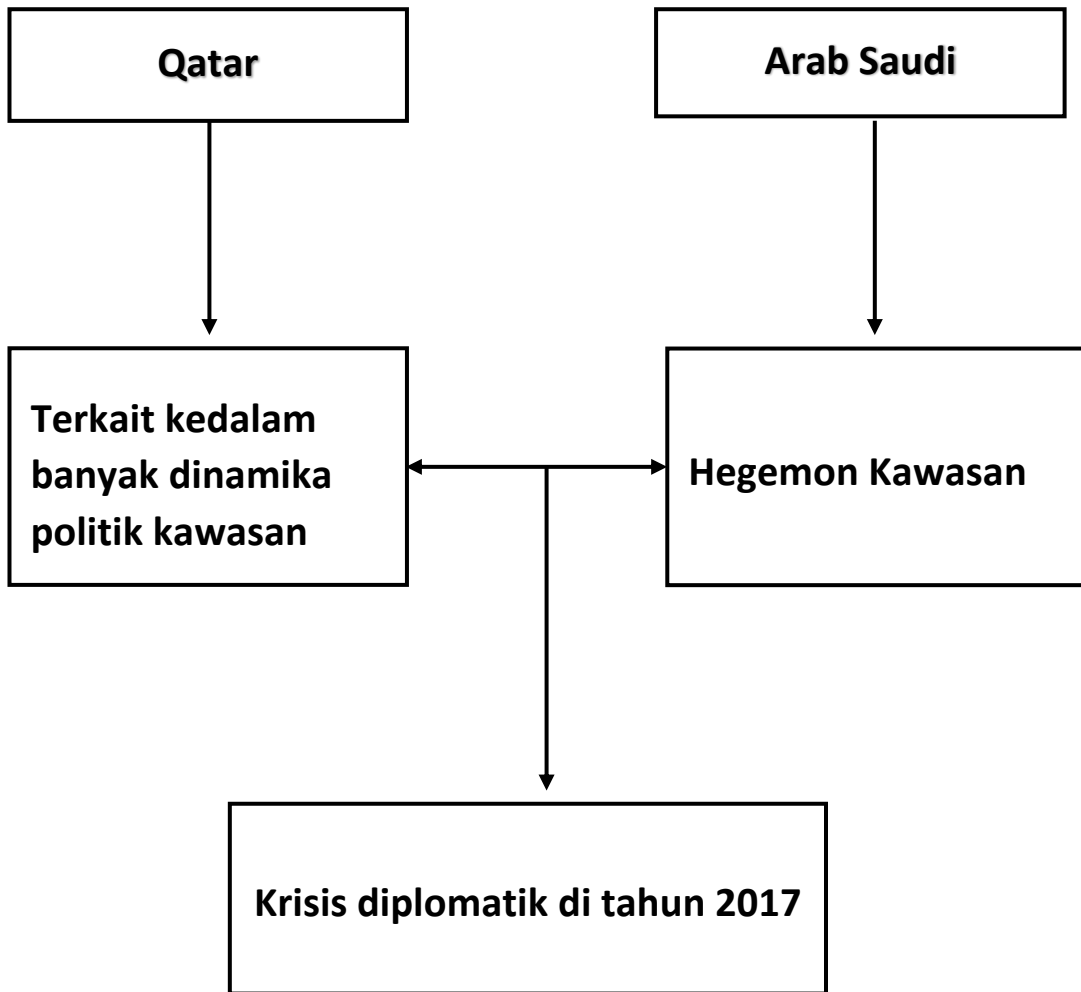 Qatar
Arab Saudi
Terkait kedalam
banyak dinamika
politik kawasan
Hegemon Kawasan
Krisis diplomatik di tahun 2017